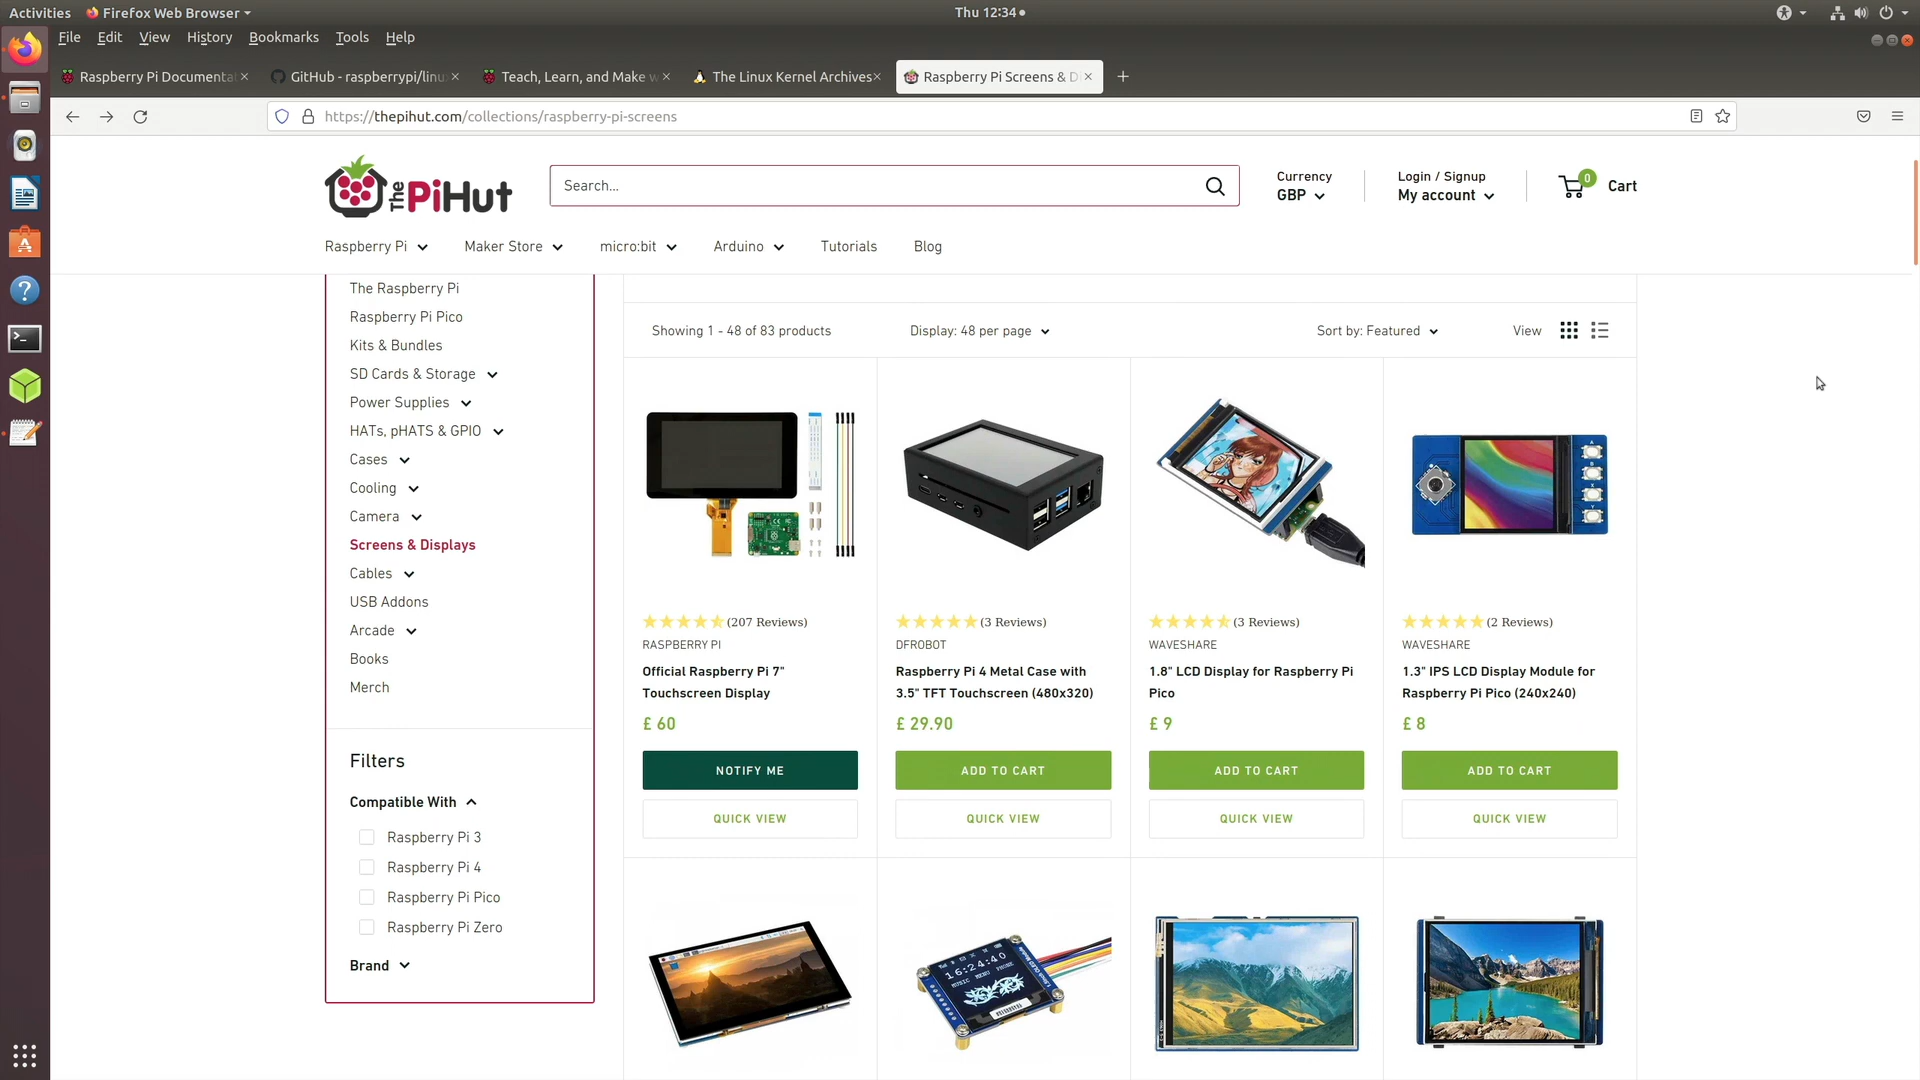 Activities
Firefox Web Browser
Thu 12:34
File Edit View History Bookmarks Tools Help
Raspberry Pi Documentat
GitHub - raspberrypi/linu
Teach, Learn, and Make w
The Linux Kernel Archives
Raspberry Pi Screens & D
https://thepihut.com/collections/raspberry-pi-screens
The PiHut
Search...
Currency
GBP
Login / Signup
My account
0
Cart
Raspberry Pi
Maker Store
micro:bit
Arduino
Tutorials
Blog
The Raspberry Pi
Raspberry Pi Pico
Kits & Bundles
SD Cards & Storage
Power Supplies
HATs, pHATS & GPIO
Cases
Cooling
Camera
Screens & Displays
Cables
USB Addons
Arcade
Books
Merch
Filters
Compatible With
Raspberry Pi 3
Raspberry Pi 4
Raspberry Pi Pico
Raspberry Pi Zero
Brand
Showing 1 - 48 of 83 products
Display: 48 per page
Sort by: Featured
View
(207 Reviews)
RASPBERRY PI
Official Raspberry Pi 7"
Touchscreen Display
£ 60
NOTIFY ME
QUICK VIEW
(3 Reviews)
DFROBOT
Raspberry Pi 4 Metal Case with
3.5" TFT Touchscreen (480x320)
£ 29.90
ADD TO CART
QUICK VIEW
(3 Reviews)
WAVESHARE
1.8" LCD Display for Raspberry Pi
Pico
£ 9
ADD TO CART
QUICK VIEW
(2 Reviews)
WAVESHARE
1.3" IPS LCD Display Module for
Raspberry Pi Pico (240x240)
£ 8
ADD TO CART
QUICK VIEW
16:24:40
MUSIC MENU PHONE